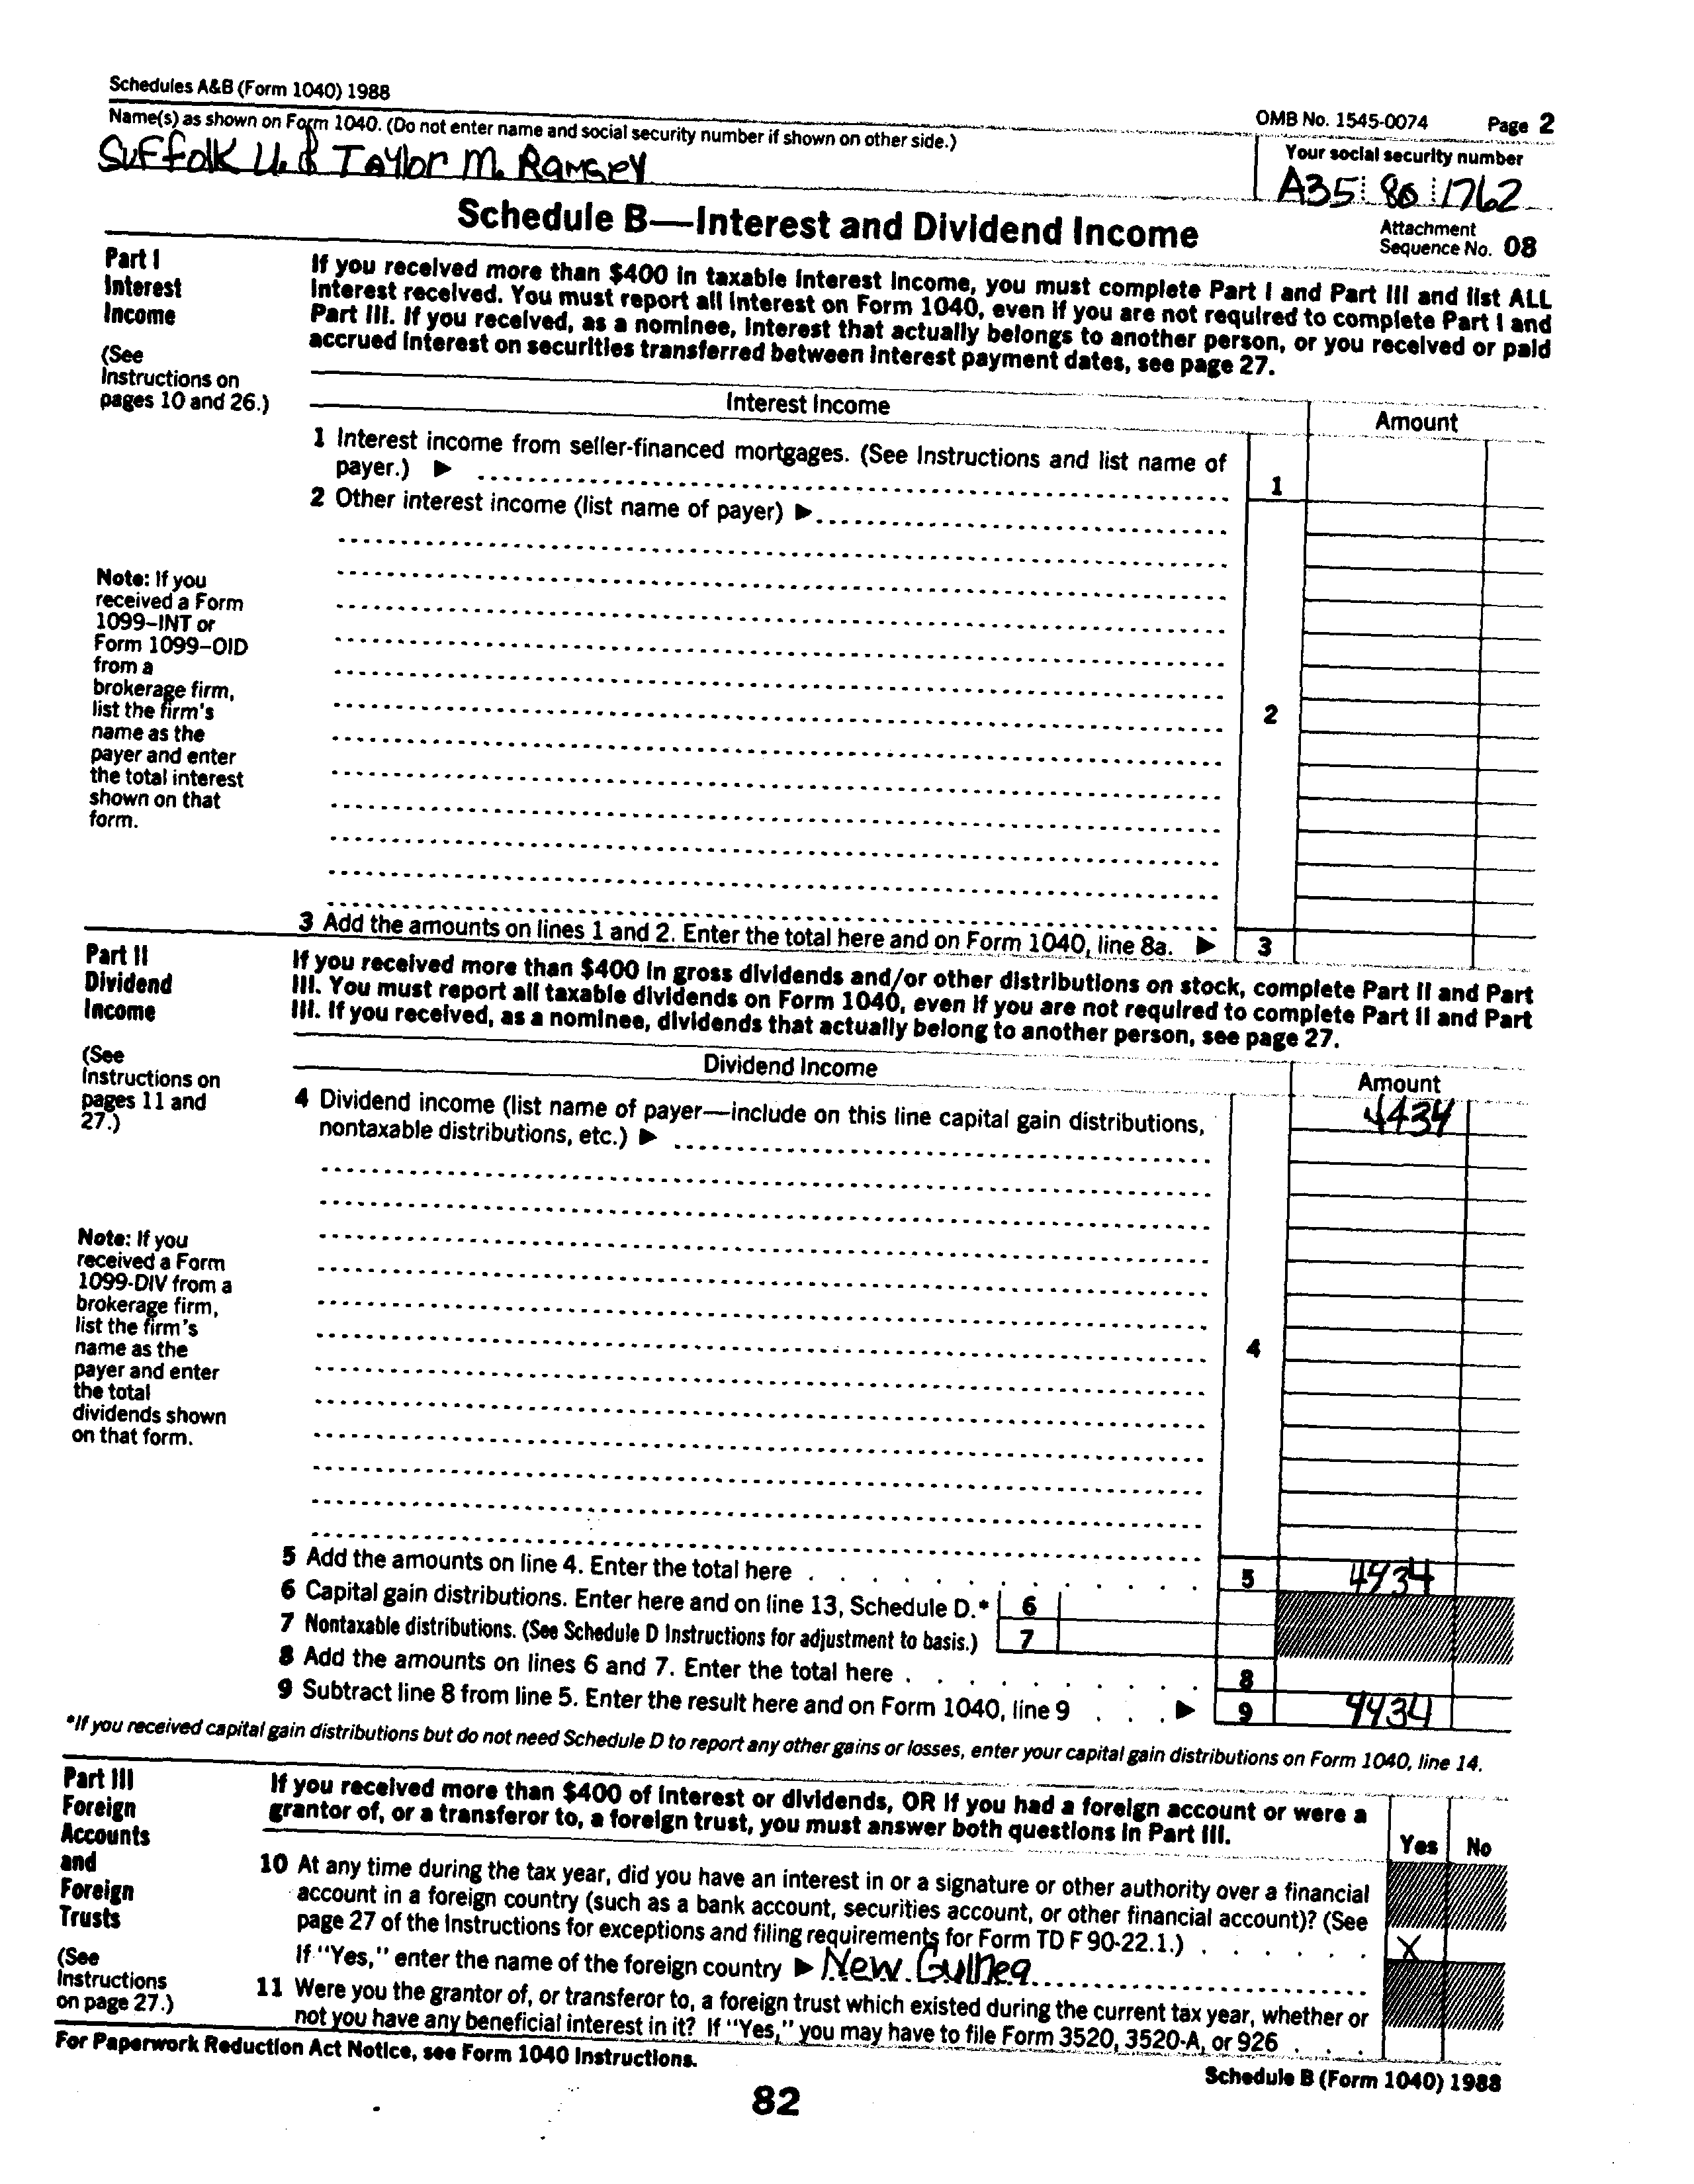 Schedules A&B (Form 1040) 1988
OMB No. 1545-0074 Page 2
Name(s) as shown on Form 1040. (Do not enter name and social security number if shown on other side.)
Your social security number
Suffolk U. & Taylor M. Ramsey
A35 80 1762
Schedule B—Interest and Dividend Income
Attachment
Sequence No. 08
Part I
Interest
Income
(See
Instructions on
pages 10 and 26.)
If you received more than $400 in taxable interest income, you must complete Part I and Part III and list ALL
interest received. You must report all interest on Form 1040, even if you are not required to complete Part I and
Part III. If you received, as a nominee, interest that actually belongs to another person, or you received or paid
accrued interest on securities transferred between interest payment dates, see page 27.
Interest Income
Amount
1 Interest income from seller-financed mortgages. (See Instructions and list name of
payer.) ▶
1
2 Other interest income (list name of payer) ▶
Note: If you
received a Form
1099–INT or
Form 1099–OID
from a
brokerage firm,
list the firm's
name as the
payer and enter
the total interest
shown on that
form.
2
3 Add the amounts on lines 1 and 2. Enter the total here and on Form 1040, line 8a. ▶ 3
Part II
Dividend
Income
(See
Instructions on
pages 11 and
27.)
If you received more than $400 in gross dividends and/or other distributions on stock, complete Part II and Part
III. You must report all taxable dividends on Form 1040, even if you are not required to complete Part II and Part
III. If you received, as a nominee, dividends that actually belong to another person, see page 27.
Dividend Income
Amount
4 Dividend income (list name of payer—include on this line capital gain distributions,
nontaxable distributions, etc.) ▶
4434
Note: If you
received a Form
1099-DIV from a
brokerage firm,
list the firm's
name as the
payer and enter
the total
dividends shown
on that form.
4
5 Add the amounts on line 4. Enter the total here . . . . . . . . . . . 5 4434
6 Capital gain distributions. Enter here and on line 13, Schedule D.* 6
7 Nontaxable distributions. (See Schedule D Instructions for adjustment to basis.) 7
8 Add the amounts on lines 6 and 7. Enter the total here . . . . . . . . . 8
9 Subtract line 8 from line 5. Enter the result here and on Form 1040, line 9 . . . ▶ 9 4434
*If you received capital gain distributions but do not need Schedule D to report any other gains or losses, enter your capital gain distributions on Form 1040, line 14.
Part III
Foreign
Accounts
and
Foreign
Trusts
(See
Instructions
on page 27.)
If you received more than $400 of interest or dividends, OR if you had a foreign account or were a
grantor of, or a transferor to, a foreign trust, you must answer both questions in Part III.
Yes No
10 At any time during the tax year, did you have an interest in or a signature or other authority over a financial
account in a foreign country (such as a bank account, securities account, or other financial account)? (See
page 27 of the Instructions for exceptions and filing requirements for Form TD F 90-22.1.) . . . . . . X
If "Yes," enter the name of the foreign country ▶ New Guinea
11 Were you the grantor of, or transferor to, a foreign trust which existed during the current tax year, whether or
not you have any beneficial interest in it? If "Yes," you may have to file Form 3520, 3520-A, or 926 . . .
For Paperwork Reduction Act Notice, see Form 1040 Instructions.
Schedule B (Form 1040) 1988
82